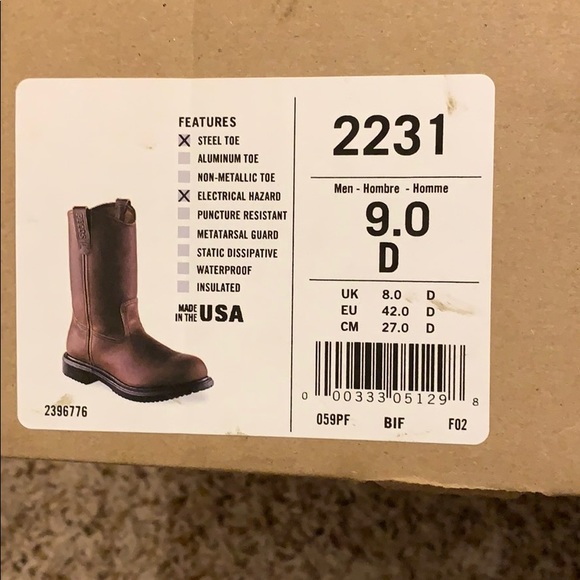 FEATURES
X STEEL TOE
ALUMINUM TOE
NON-METALLIC TOE
X ELECTRICAL HAZARD
PUNCTURE RESISTANT
METATARSAL GUARD
STATIC DISSIPATIVE
WATERPROOF
INSULATED
MADE IN THE USA
2396776
2231
Men - Hombre - Homme
9.0
D
UK 8.0 D
EU 42.0 D
CM 27.0 D
0 00333 05129 8
059PF BIF F02